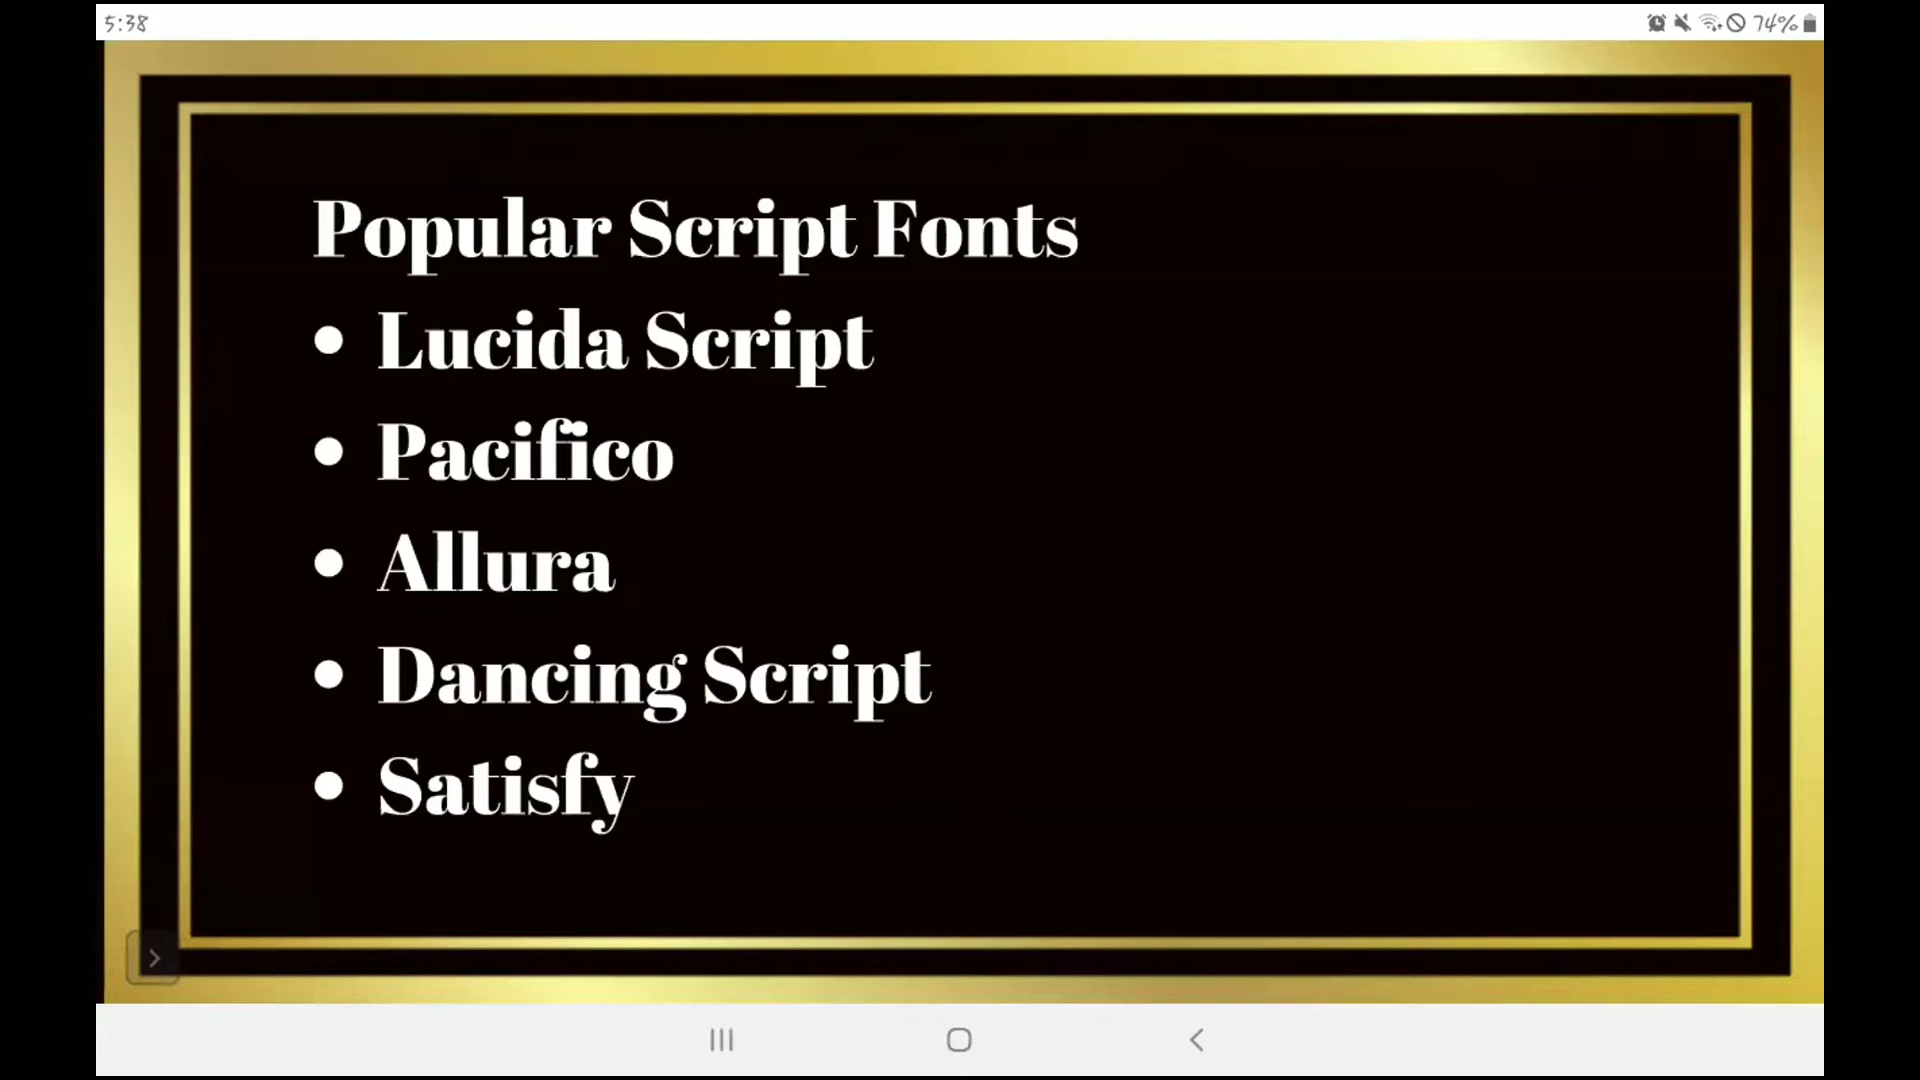 5:38
74%
Popular Script Fonts
• Lucida Script
• Pacifico
• Allura
• Dancing Script
• Satisfy